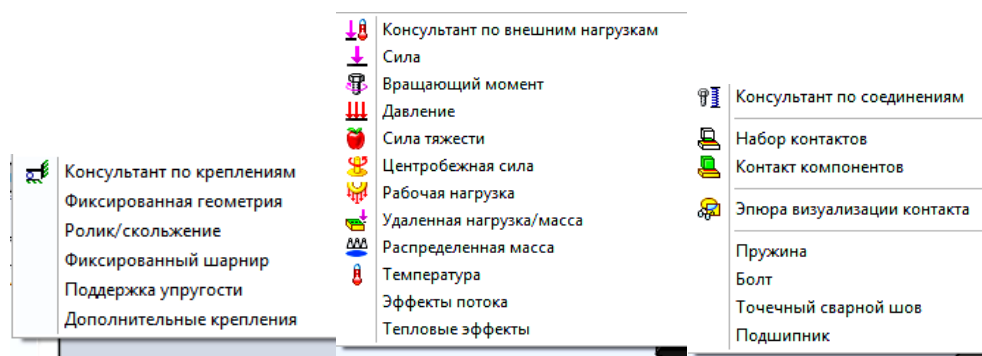 Консультант по креплениям
Фиксированная геометрия
Ролик/скольжение
Фиксированный шарнир
Поддержка упругости
Дополнительные крепления
Консультант по внешним нагрузкам
Сила
Вращающий момент
Давление
Сила тяжести
Центробежная сила
Рабочая нагрузка
Удаленная нагрузка/масса
Распределенная масса
Температура
Эффекты потока
Тепловые эффекты
Консультант по соединениям
Набор контактов
Контакт компонентов
Эпюра визуализации контакта
Пружина
Болт
Точечный сварной шов
Подшипник